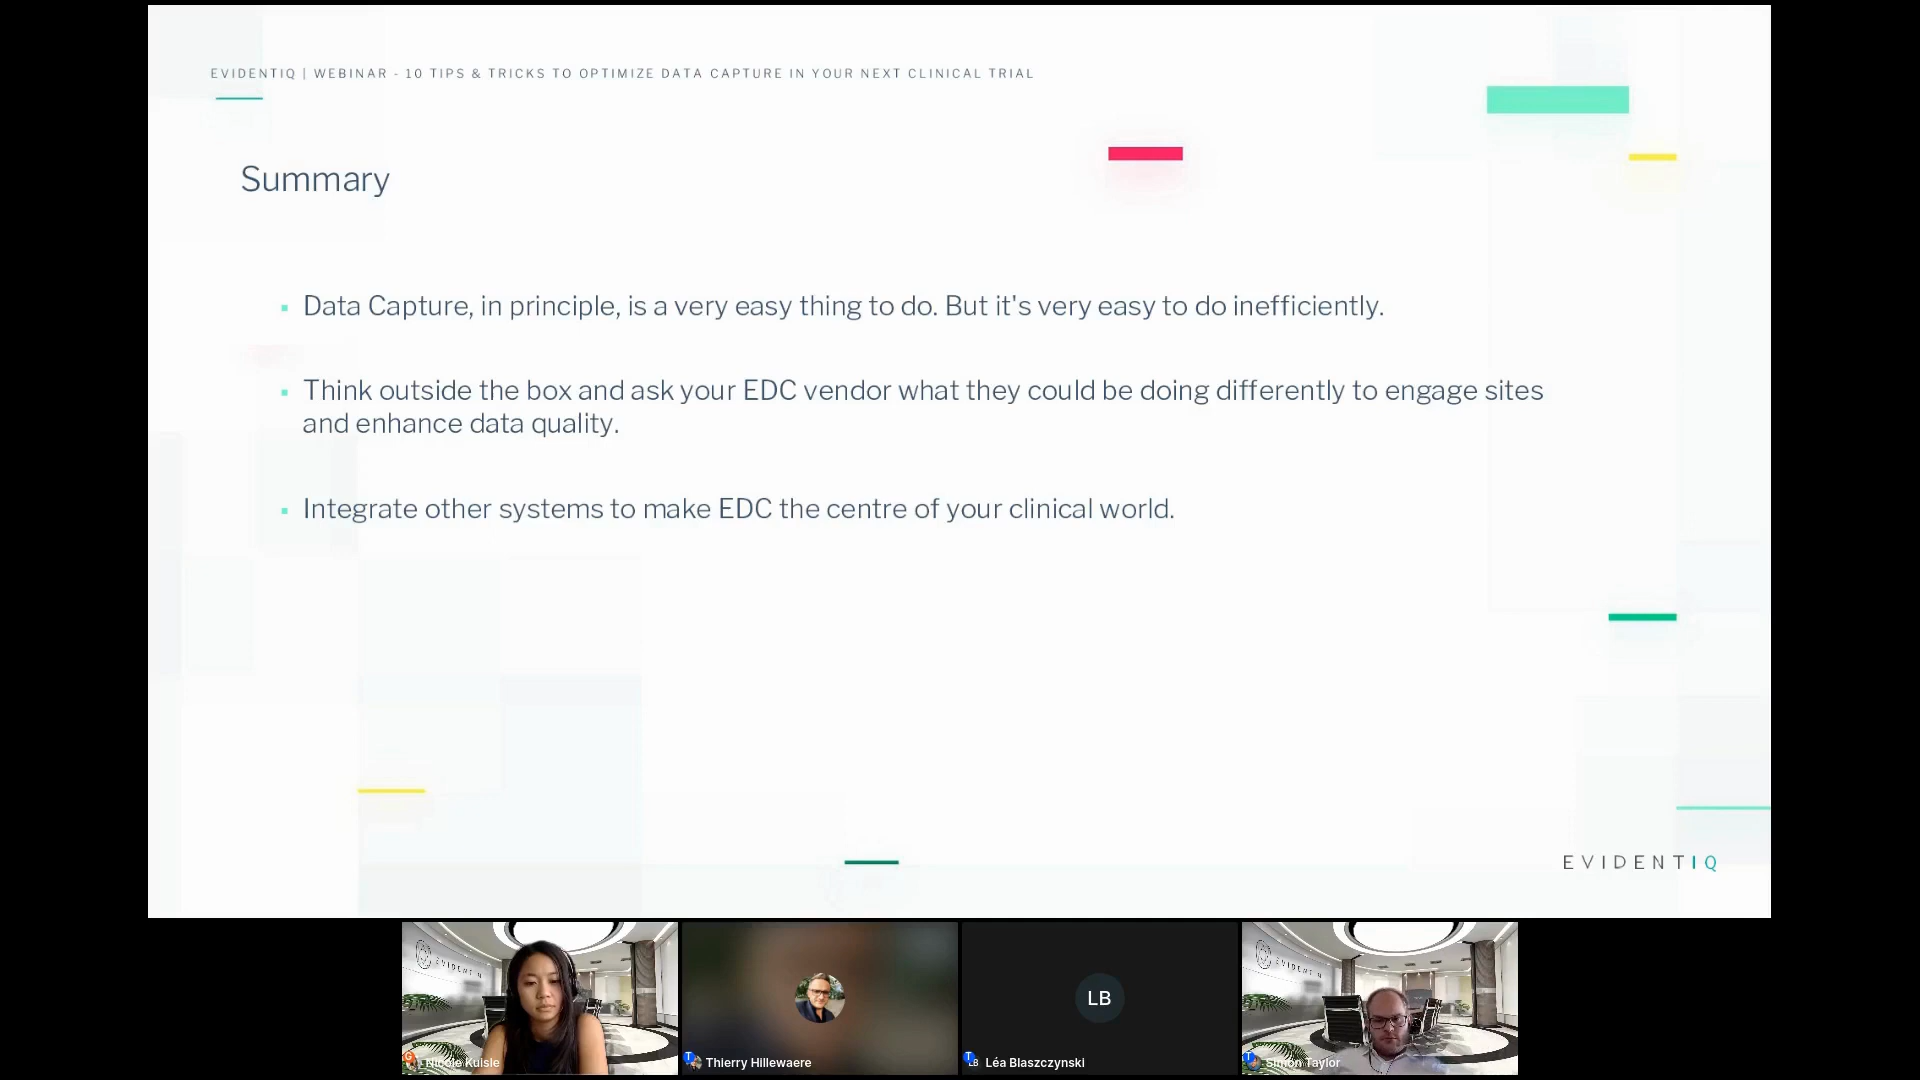 EVIDENTIQ | WEBINAR - 10 TIPS & TRICKS TO OPTIMIZE DATA CAPTURE IN YOUR NEXT CLINICAL TRIAL
Summary
Data Capture, in principle, is a very easy thing to do. But it's very easy to do inefficiently.
Think outside the box and ask your EDC vendor what they could be doing differently to engage sites
and enhance data quality.
Integrate other systems to make EDC the centre of your clinical world.
EVIDENTIQ
LB
Nicole Kuisle
Thierry Hillewaere
Léa Blaszczynski
Simon Taylor